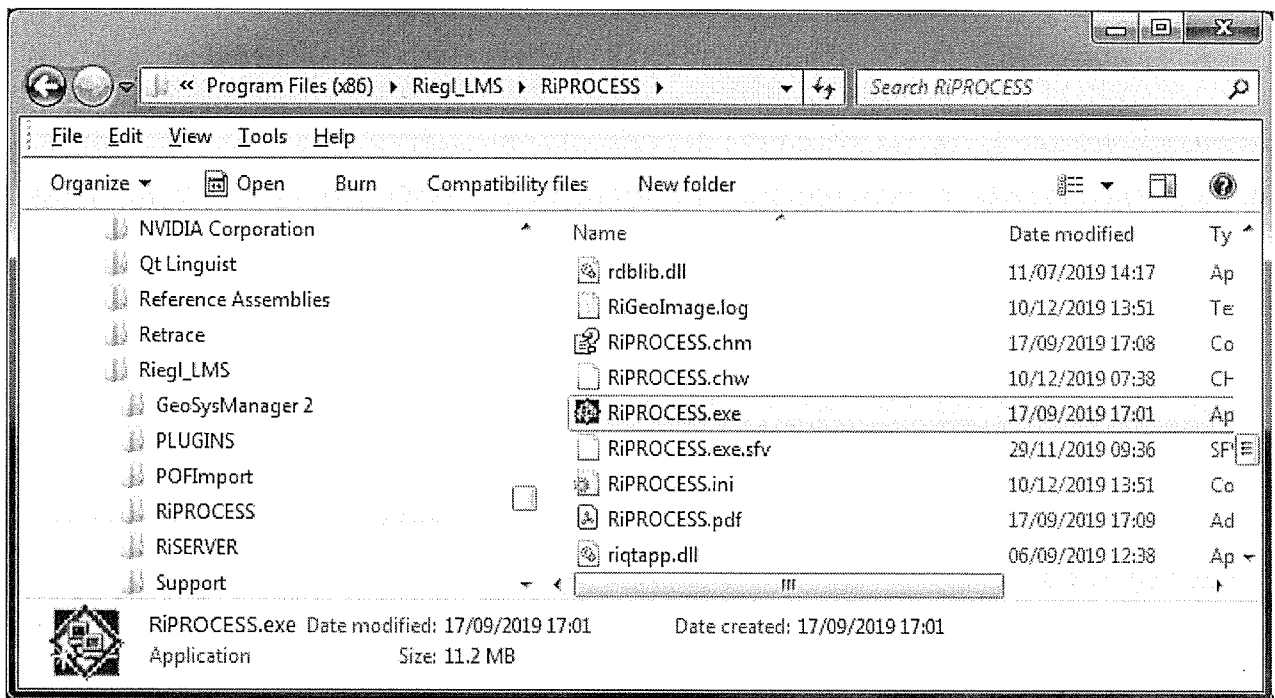 « Program Files (x86) ▸ Riegl_LMS ▸ RiPROCESS ▸ Search RiPROCESS
File Edit View Tools Help
Organize Open Burn Compatibility files New folder
NVIDIA Corporation
Qt Linguist
Reference Assemblies
Retrace
Riegl_LMS
GeoSysManager 2
PLUGINS
POFImport
RiPROCESS
RiSERVER
Support
Name Date modified Ty
rdblib.dll 11/07/2019 14:17 Ap
RiGeoImage.log 10/12/2019 13:51 Te
RiPROCESS.chm 17/09/2019 17:08 Co
RiPROCESS.chw 10/12/2019 07:38 CH
RiPROCESS.exe 17/09/2019 17:01 Ap
RiPROCESS.exe.sfv 29/11/2019 09:36 SF
RiPROCESS.ini 10/12/2019 13:51 Co
RiPROCESS.pdf 17/09/2019 17:09 Ad
riqtapp.dll 06/09/2019 12:38 Ap
RiPROCESS.exe Date modified: 17/09/2019 17:01 Date created: 17/09/2019 17:01
Application Size: 11.2 MB